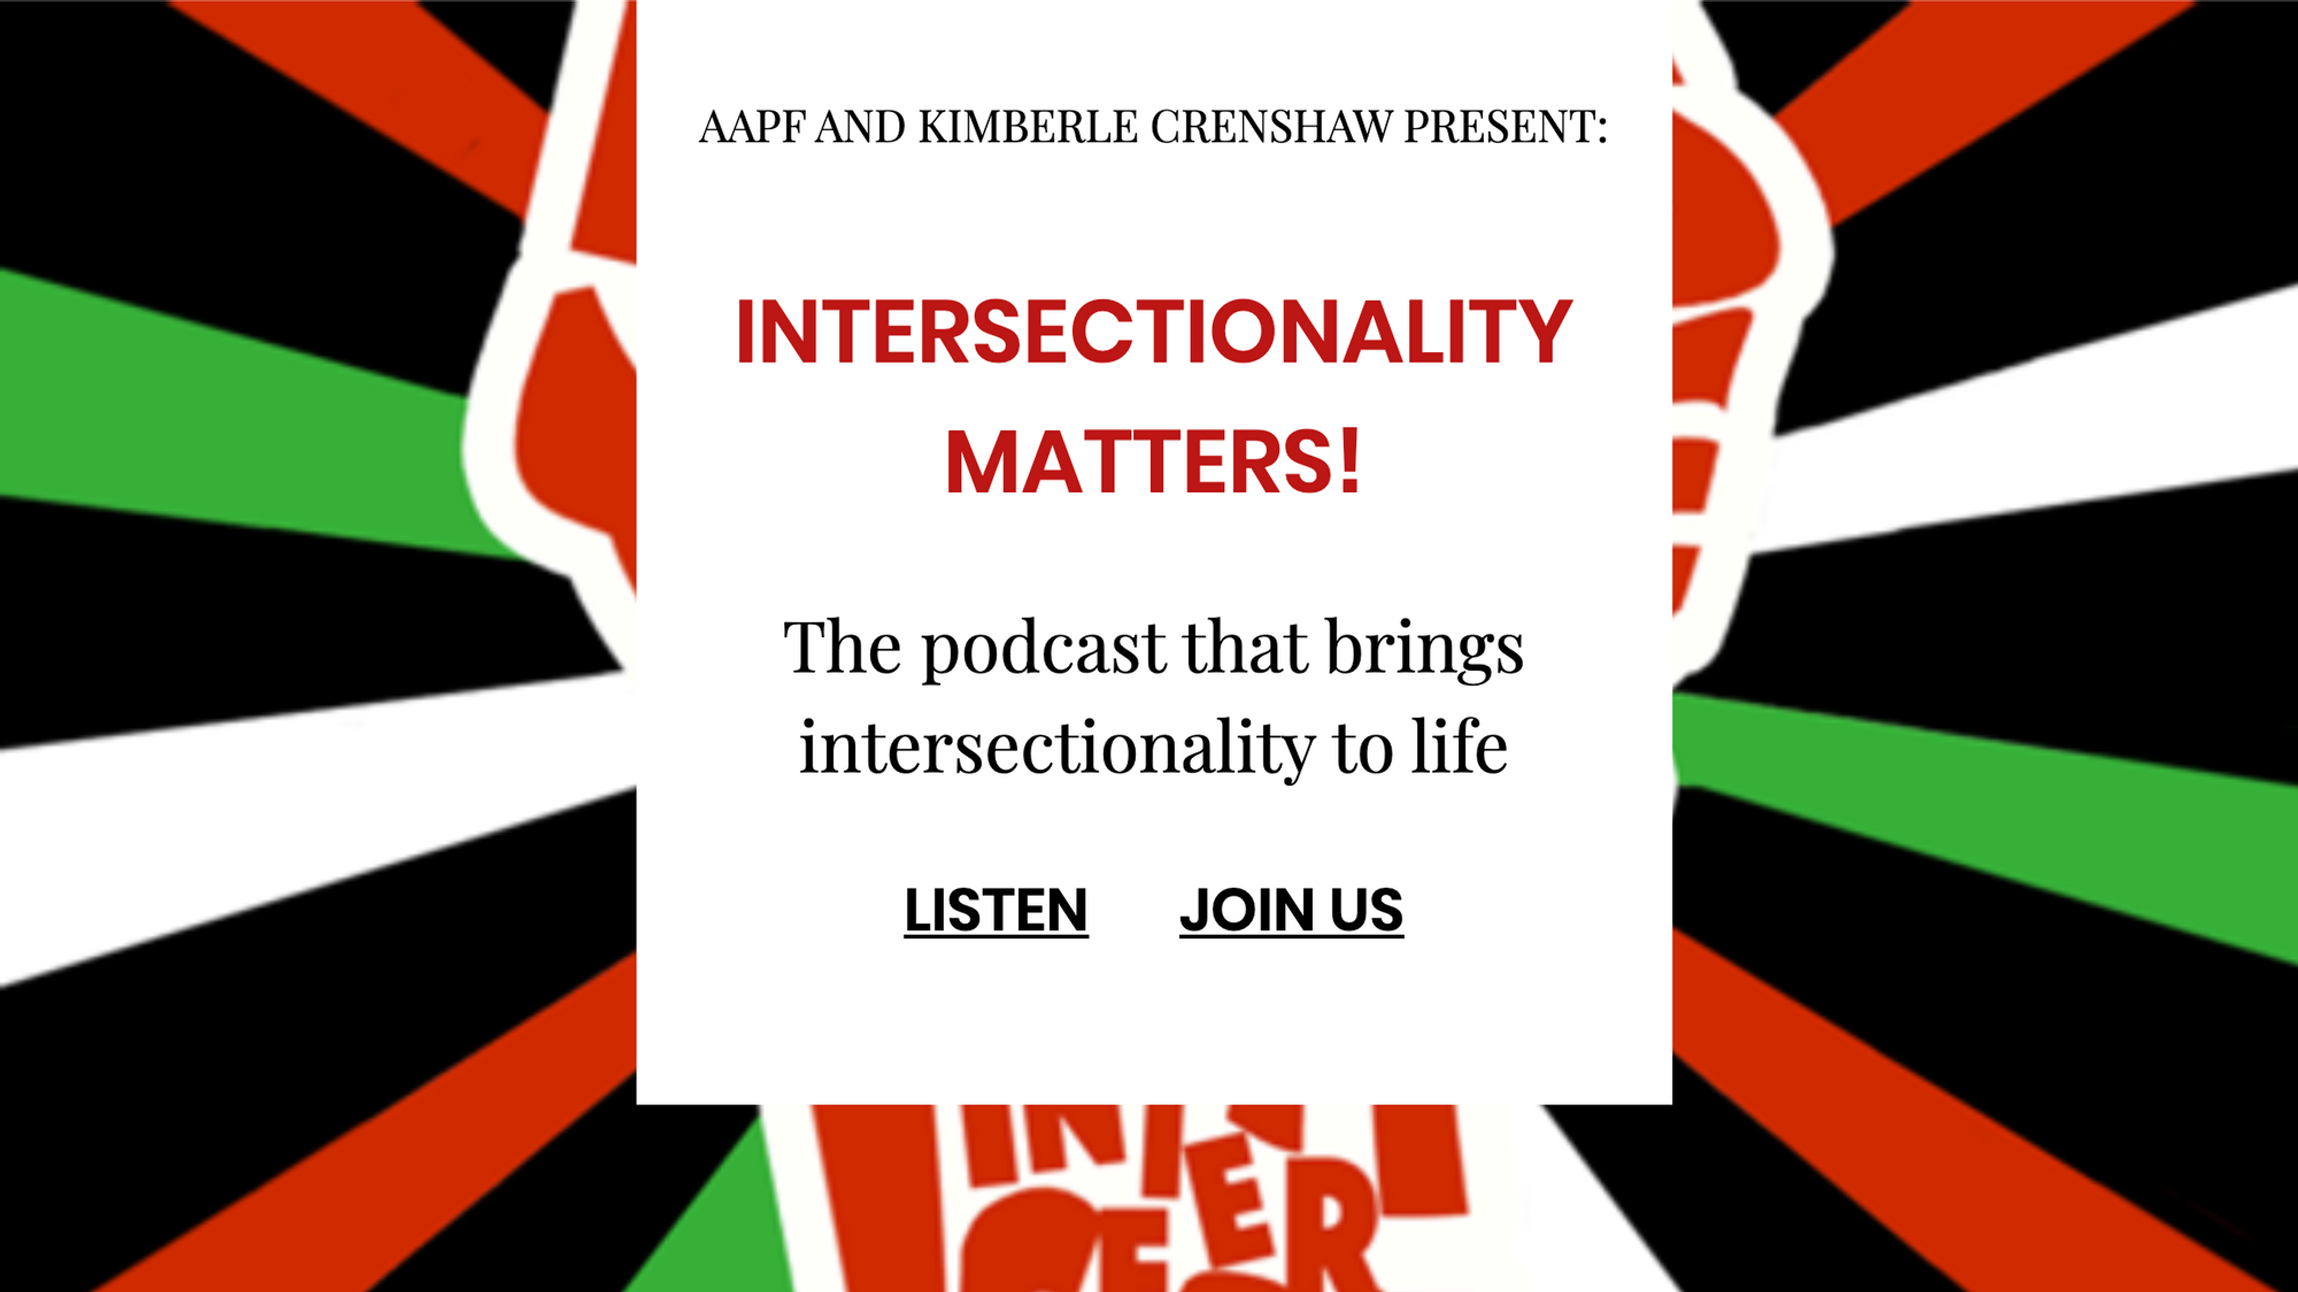 AAPF AND KIMBERLE CRENSHAW PRESENT:
INTERSECTIONALITY
MATTERS!
The podcast that brings
intersectionality to life
LISTEN JOIN US